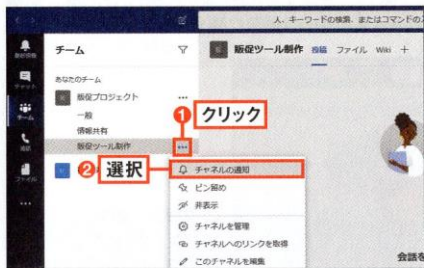 人、キーワードの検索、またはコマンドの入
チーム
販促ツール制作 投稿 ファイル Wiki +
チャット
あなたのチーム
販促プロジェクト
一般
チーム
❶ クリック
情報共有
販促ツール制作
❷ 選択
チャネルの通知
ファイル
ピン留め
非表示
チャネルを管理
チャネルへのリンクを取得
このチャネルを編集
会話を